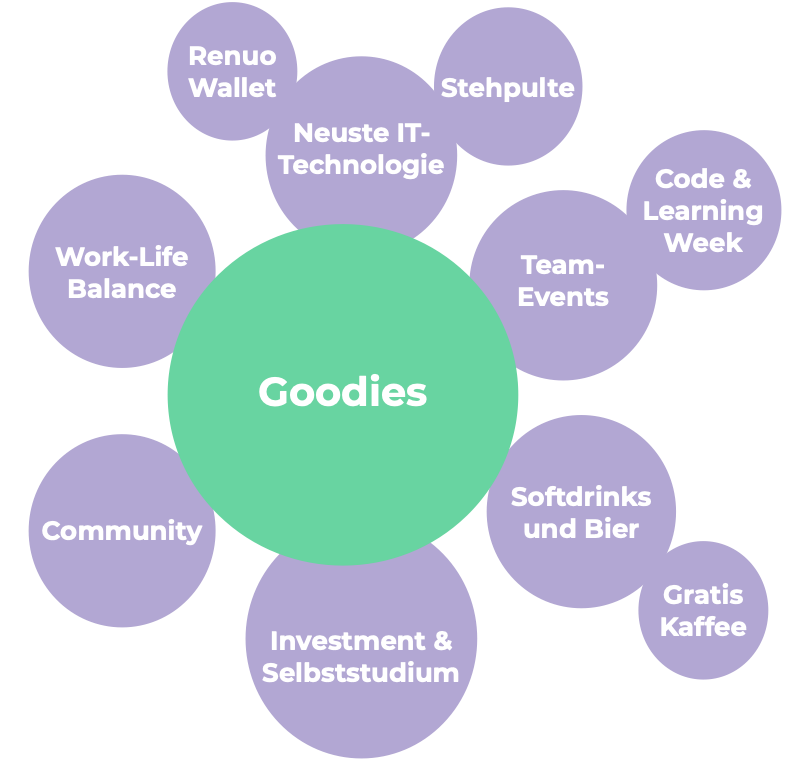 Renuo
Wallet
Stehpulte
Neuste IT-
Technologie
Code &
Learning
Week
Work-Life
Balance
Team-
Events
Goodies
Softdrinks
und Bier
Community
Gratis
Kaffee
Investment &
Selbststudium